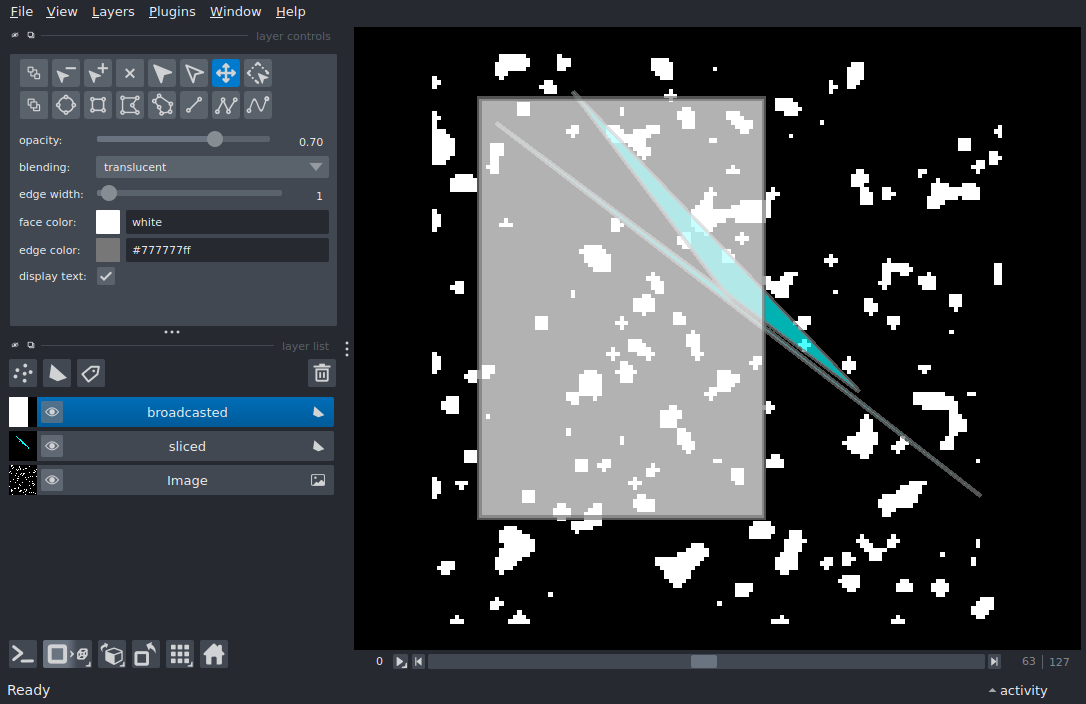 File View Layers Plugins Window Help
layer controls
opacity: 0.70
blending: translucent
edge width: 1
face color: white
edge color: #777777ff
display text:
layer list
broadcasted
sliced
Image
0 63 127
Ready activity